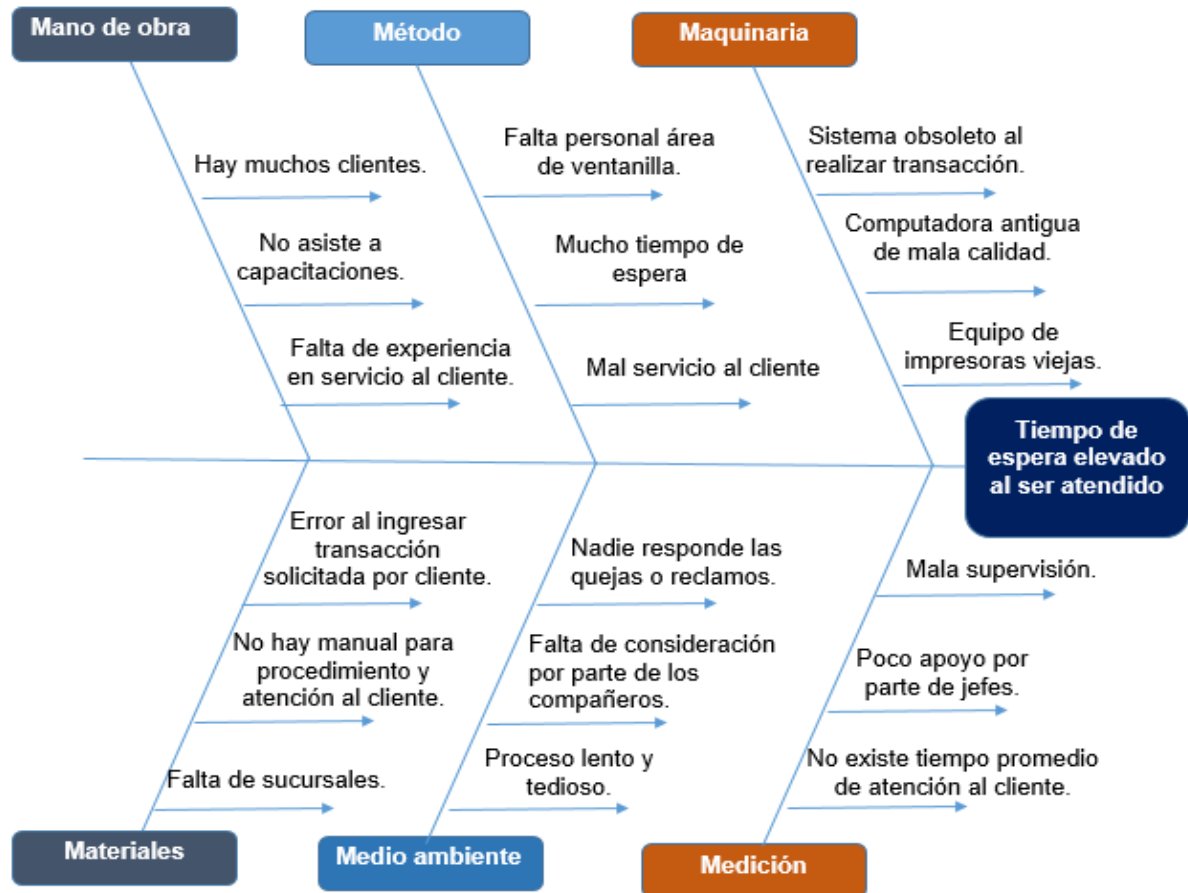 Mano de obra
Método
Maquinaria
Hay muchos clientes.
No asiste a
capacitaciones.
Falta de experiencia
en servicio al cliente.
Falta personal área
de ventanilla.
Mucho tiempo de
espera
Mal servicio al cliente
Sistema obsoleto al
realizar transacción.
Computadora antigua
de mala calidad.
Equipo de
impresoras viejas.
Tiempo de
espera elevado
al ser atendido
Error al ingresar
transacción
solicitada por cliente.
No hay manual para
procedimiento y
atención al cliente.
Falta de sucursales.
Nadie responde las
quejas o reclamos.
Falta de consideración
por parte de los
compañeros.
Proceso lento y
tedioso.
Mala supervisión.
Poco apoyo por
parte de jefes.
No existe tiempo promedio
de atención al cliente.
Materiales
Medio ambiente
Medición